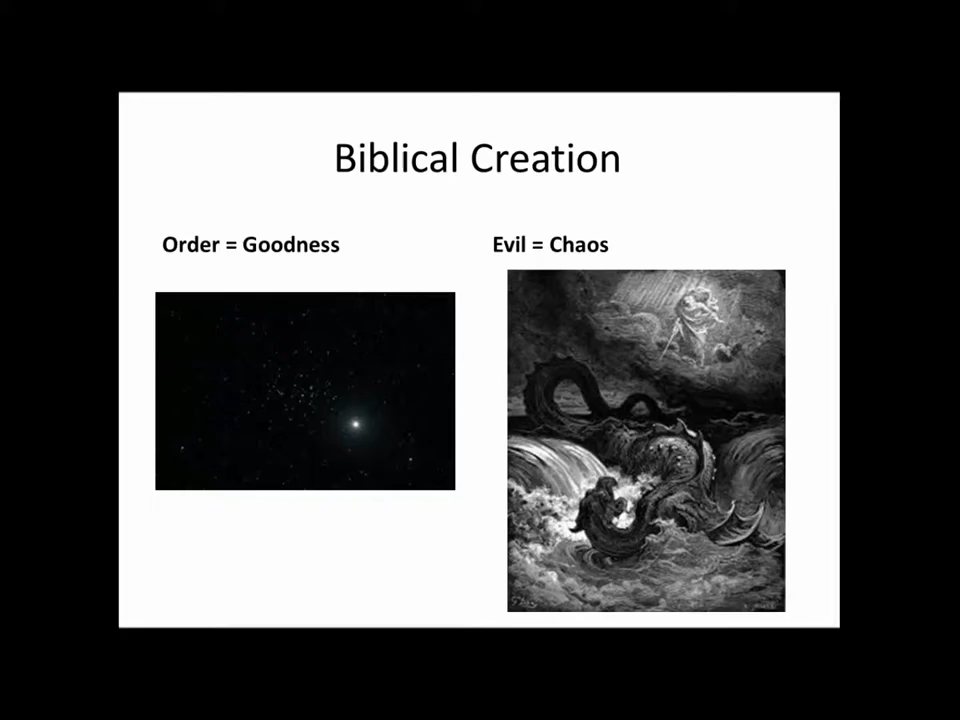 Biblical Creation
Order = Goodness
Evil = Chaos